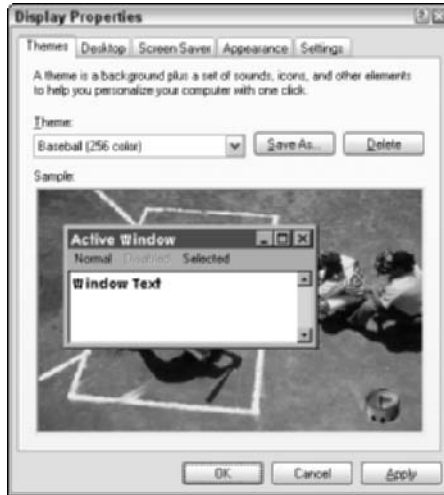 Display Properties
Themes Desktop Screen Saver Appearance Settings
A theme is a background plus a set of sounds, icons, and other elements
to help you personalize your computer with one click.
Theme:
Baseball (256 color) Save As... Delete
Sample:
Active Window
Normal Disabled Selected
Window Text
OK Cancel Apply